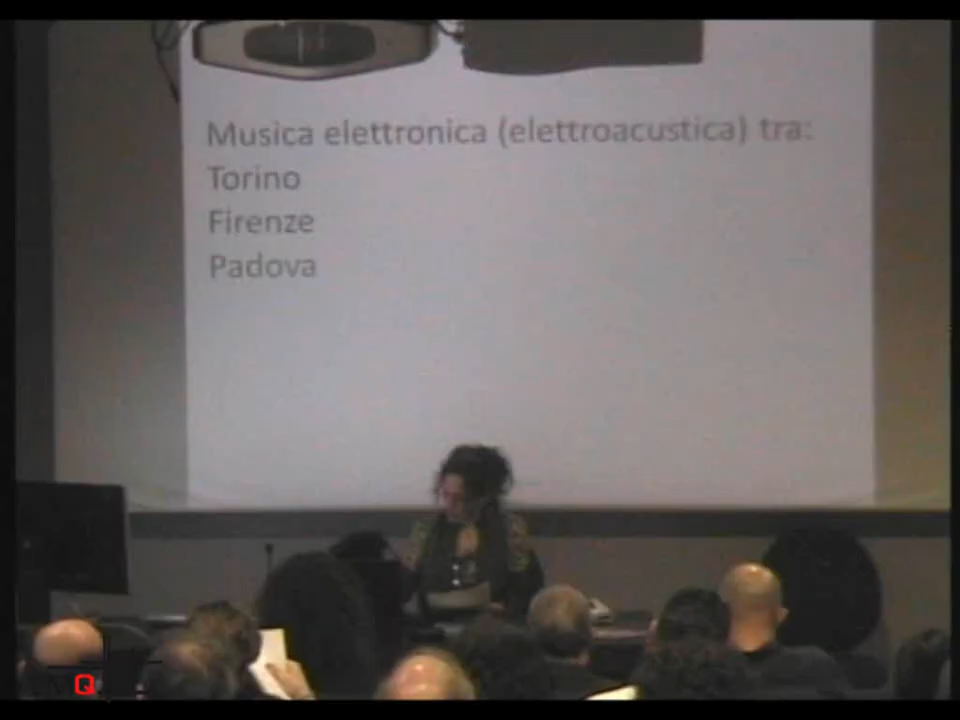 Musica elettronica (elettroacustica) tra:
Torino
Firenze
Padova
Q